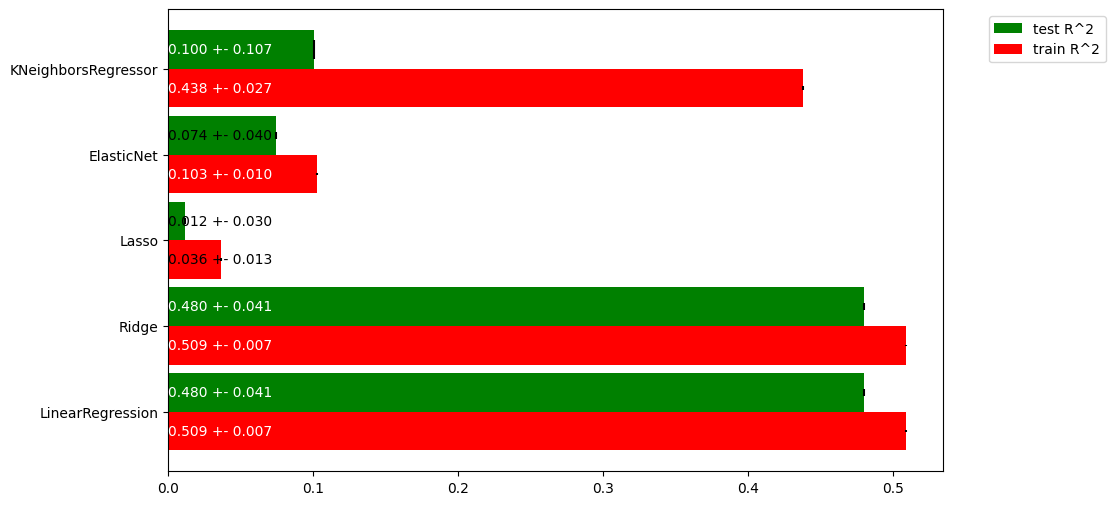 test R^2
train R^2
KNeighborsRegressor
0.100 +- 0.107
0.438 +- 0.027
ElasticNet
0.074 +- 0.040
0.103 +- 0.010
Lasso
0.012 +- 0.030
0.036 +- 0.013
Ridge
0.480 +- 0.041
0.509 +- 0.007
LinearRegression
0.480 +- 0.041
0.509 +- 0.007
0.0 0.1 0.2 0.3 0.4 0.5